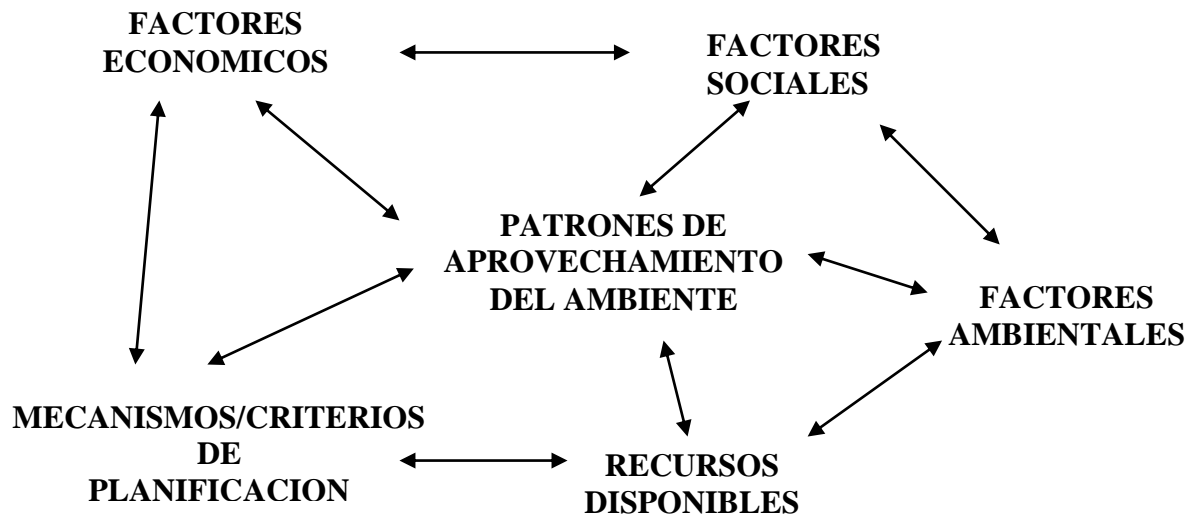 FACTORES
ECONOMICOS
FACTORES
SOCIALES
PATRONES DE
APROVECHAMIENTO
DEL AMBIENTE
FACTORES
AMBIENTALES
MECANISMOS/CRITERIOS
DE
PLANIFICACION
RECURSOS
DISPONIBLES